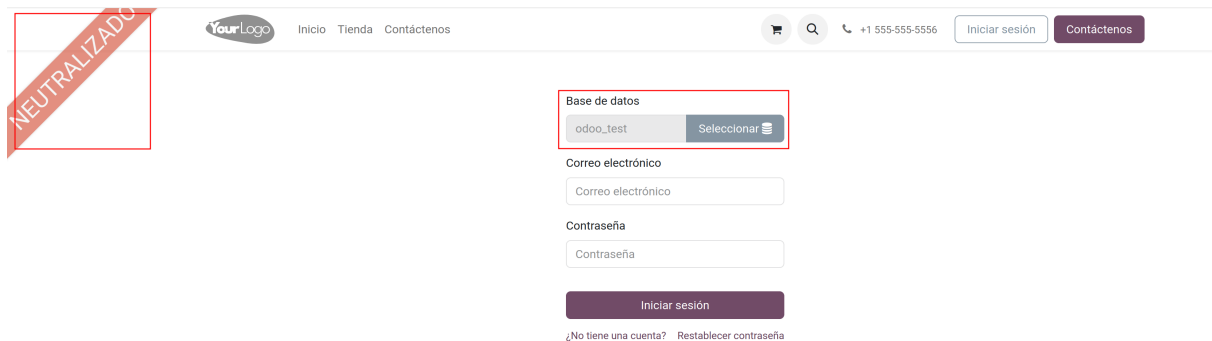 NEUTRALIZADO
YourLogo
Inicio Tienda Contáctenos
+1 555-555-5556
Iniciar sesión
Contáctenos
Base de datos
odoo_test
Seleccionar
Correo electrónico
Correo electrónico
Contraseña
Contraseña
Iniciar sesión
¿No tiene una cuenta? Restablecer contraseña